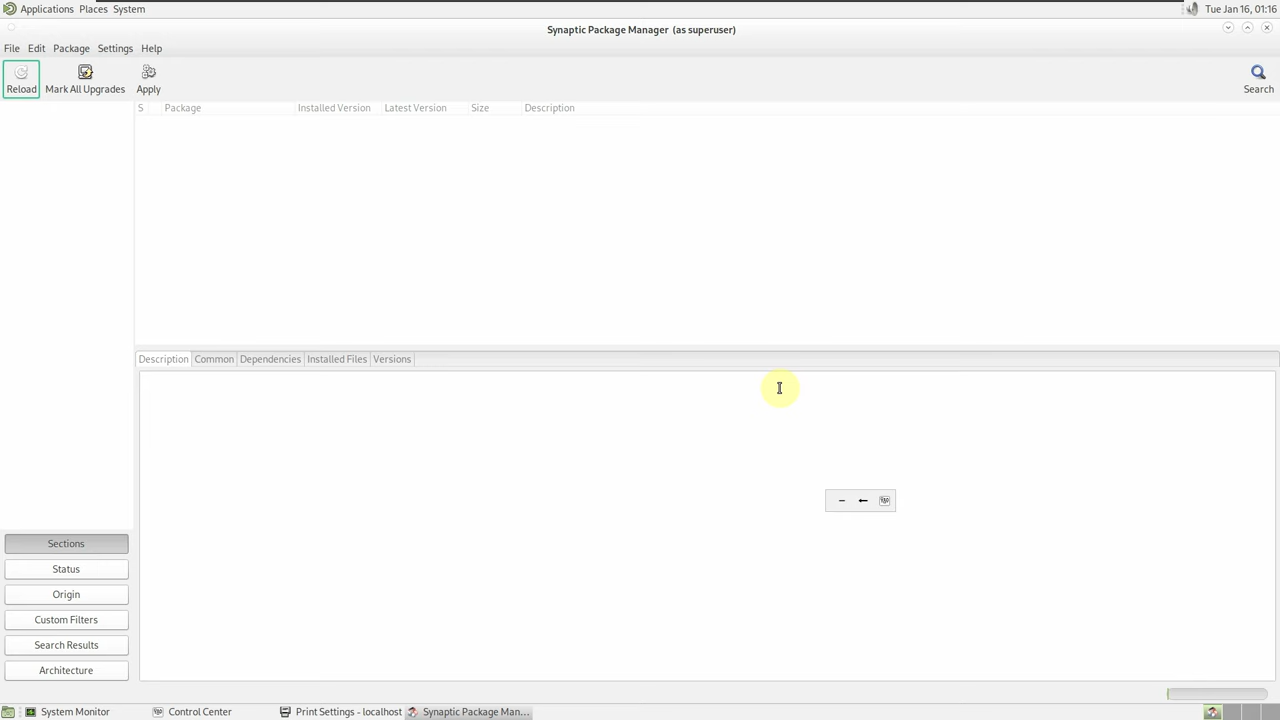 Applications Places System Tue Jan 16, 01:16
Synaptic Package Manager (as superuser)
File Edit Package Settings Help
Reload Mark All Upgrades Apply Search
S Package Installed Version Latest Version Size Description
Description Common Dependencies Installed Files Versions
Sections
Status
Origin
Custom Filters
Search Results
Architecture
System Monitor Control Center Print Settings - localhost Synaptic Package Man...